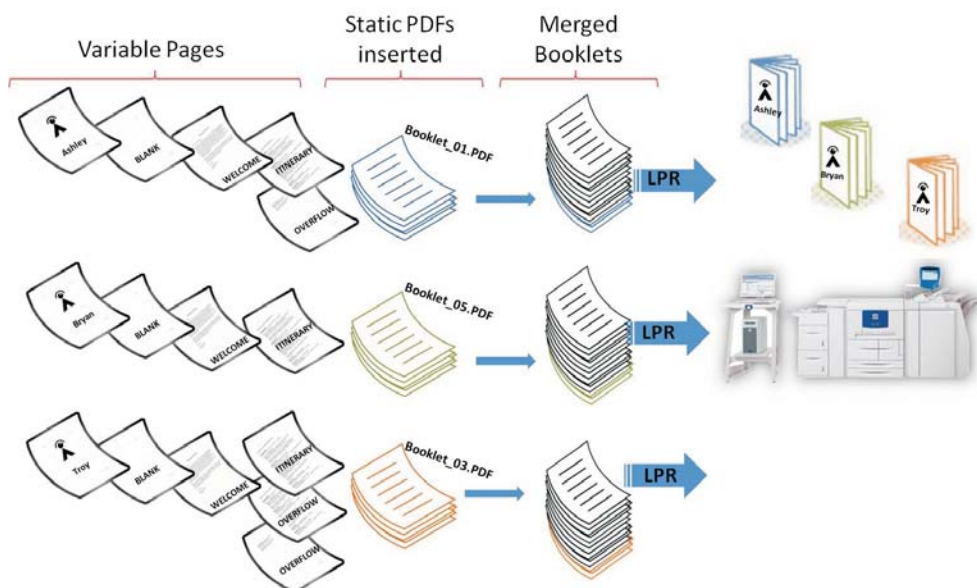 Variable Pages
Static PDFs
inserted
Merged
Booklets
Ashley
BLANK
WELCOME
ITINERARY
OVERFLOW
Booklet_01.PDF
LPR
Ashley
Bryan
Troy
Bryan
BLANK
WELCOME
ITINERARY
Booklet_05.PDF
LPR
Troy
BLANK
WELCOME
ITINERARY
OVERFLOW
OVERFLOW
Booklet_03.PDF
LPR